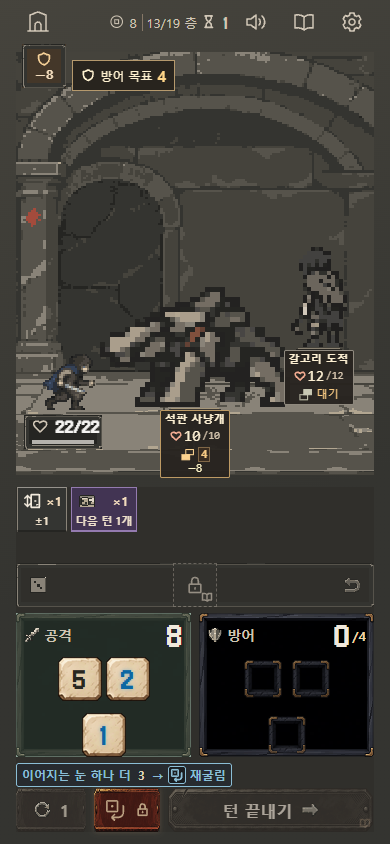 8 13/19 층 1
-8
방어 목표 4
갈고리 도적
12/12
대기
22/22
석판 사냥개
10/10
4
-8
×1
±1
×1
다음 턴 1개
공격 8
5 2
1
방어 0/4
이어지는 눈 하나 더 3 → 재굴림
1
턴 끝내기